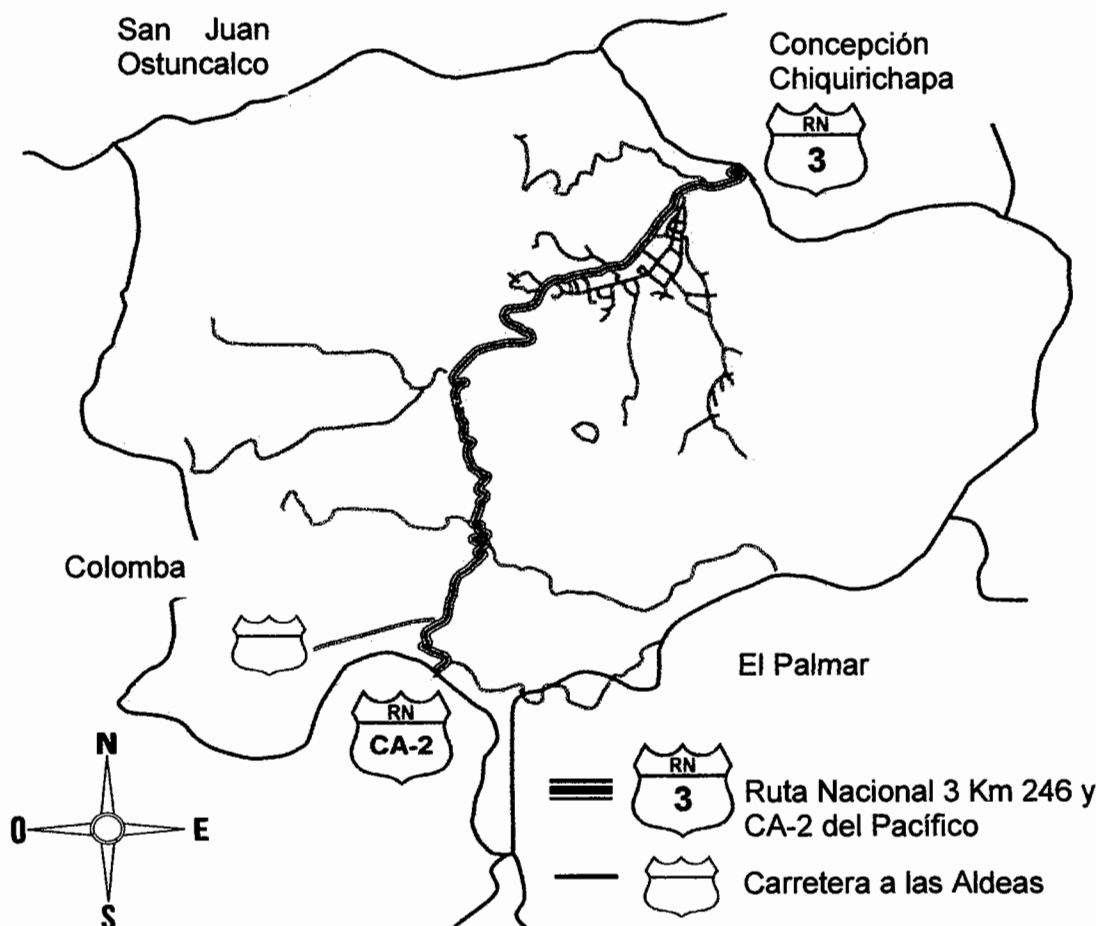 San Juan
Ostuncalco
Concepción
Chiquirichapa
RN
3
Colomba
El Palmar
RN
CA-2
N
O
E
S
RN
3
Ruta Nacional 3 Km 246 y
CA-2 del Pacífico
Carretera a las Aldeas